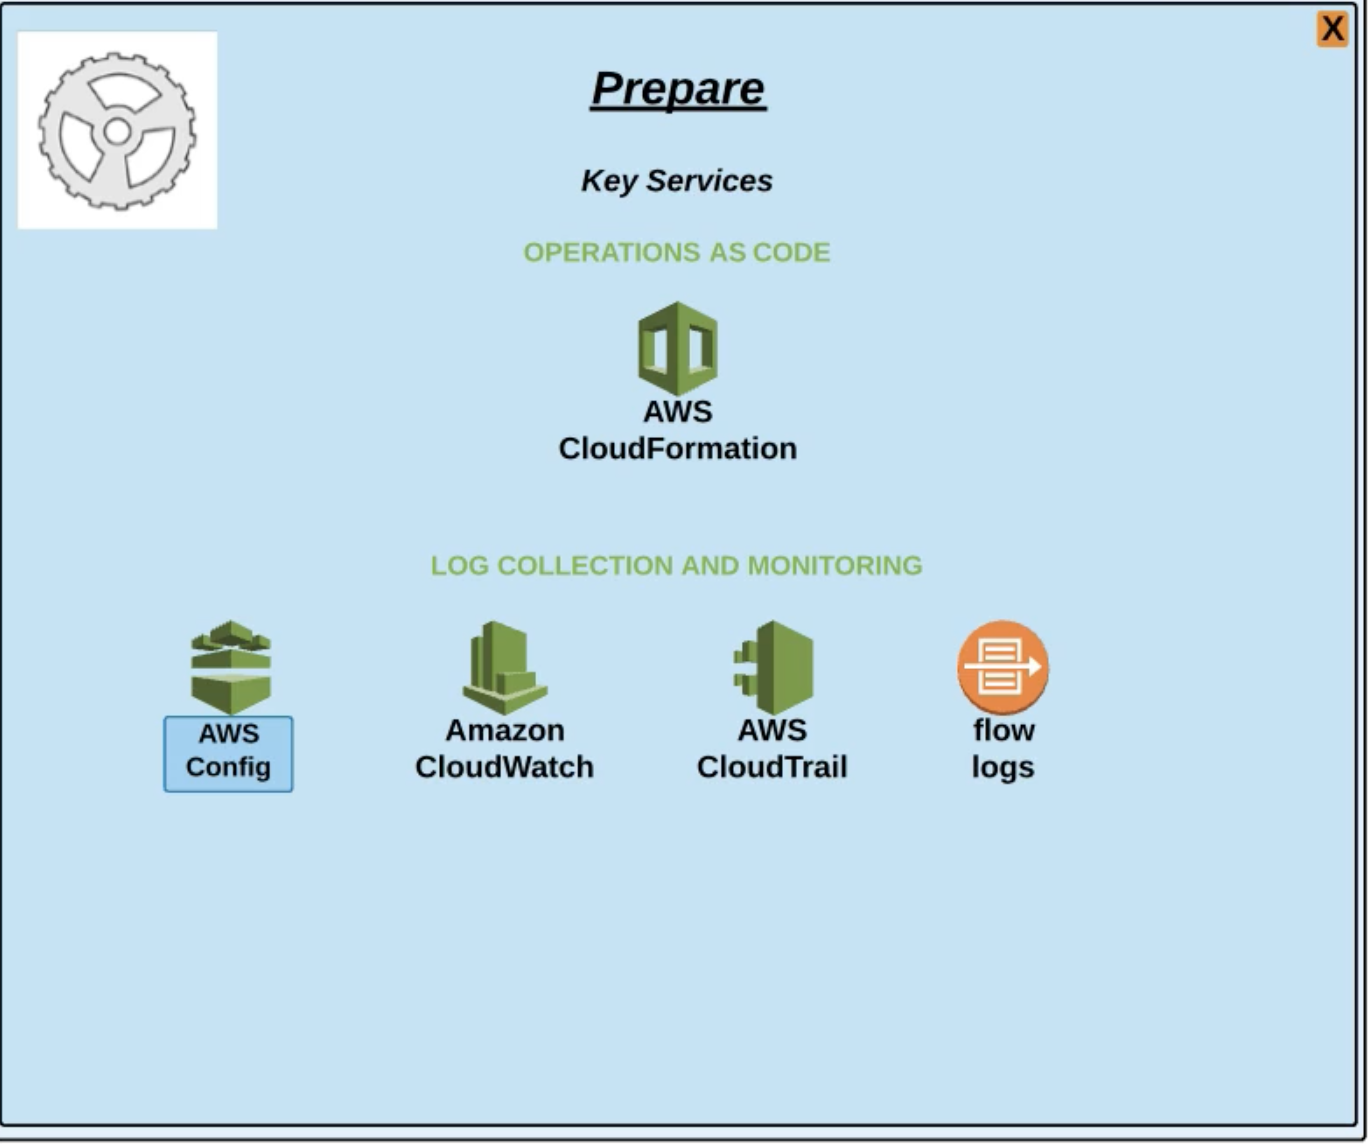 X
Prepare
Key Services
OPERATIONS AS CODE
AWS
CloudFormation
LOG COLLECTION AND MONITORING
AWS
Config
Amazon
CloudWatch
AWS
CloudTrail
flow
logs